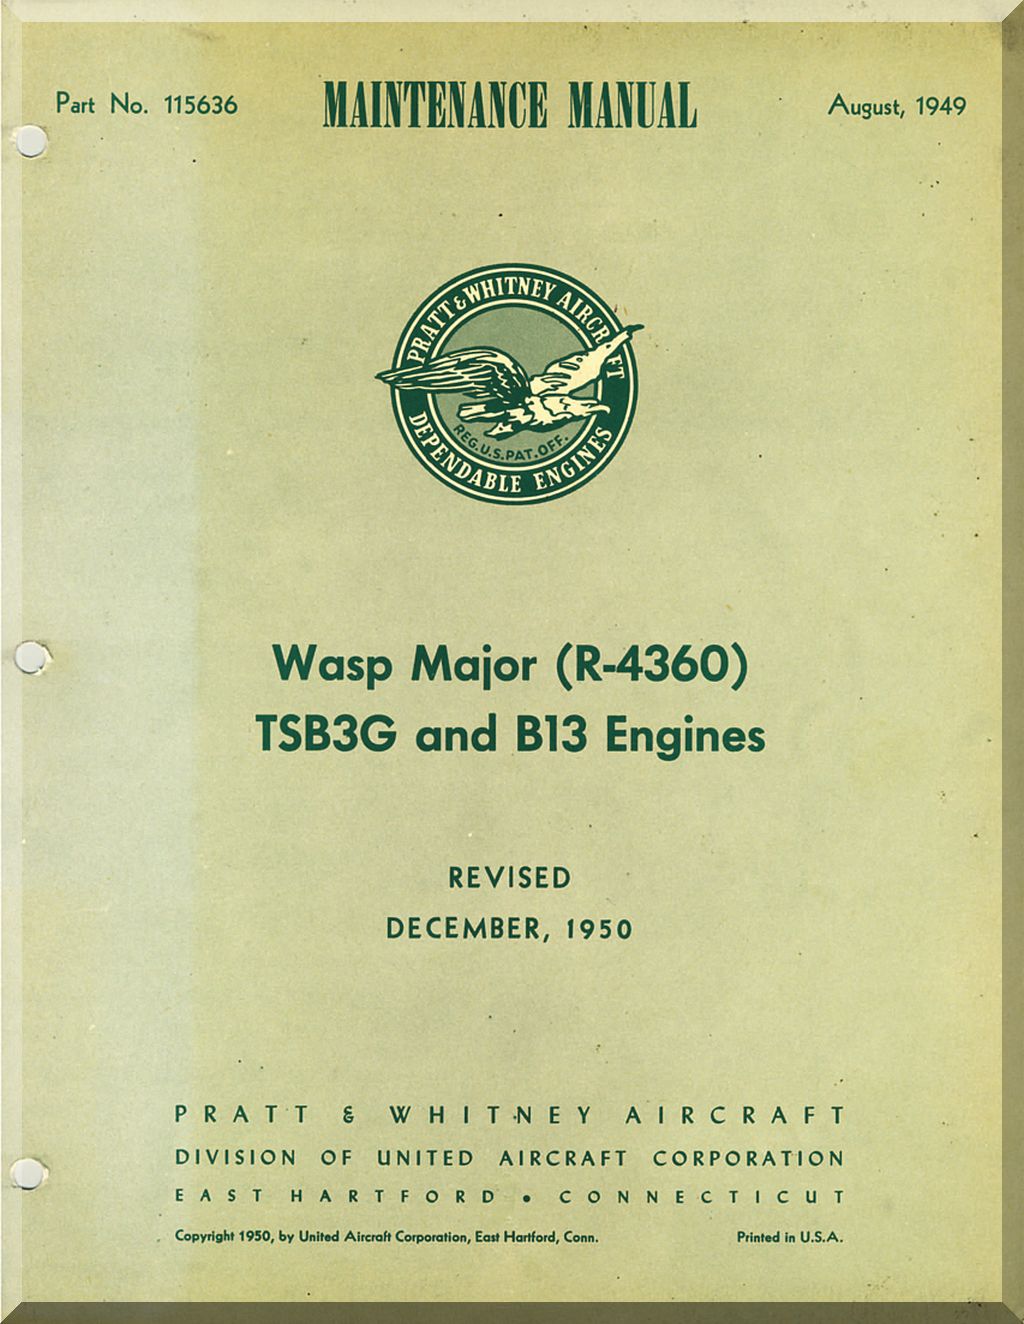 Part No. 115636
MAINTENANCE MANUAL
August, 1949
PRATT & WHITNEY AIRCRAFT
REG. U.S. PAT. OFF.
DEPENDABLE ENGINES
Wasp Major (R-4360)
TSB3G and B13 Engines
REVISED
DECEMBER, 1950
PRATT & WHITNEY AIRCRAFT
DIVISION OF UNITED AIRCRAFT CORPORATION
EAST HARTFORD • CONNECTICUT
Copyright 1950, by United Aircraft Corporation, East Hartford, Conn.
Printed in U.S.A.